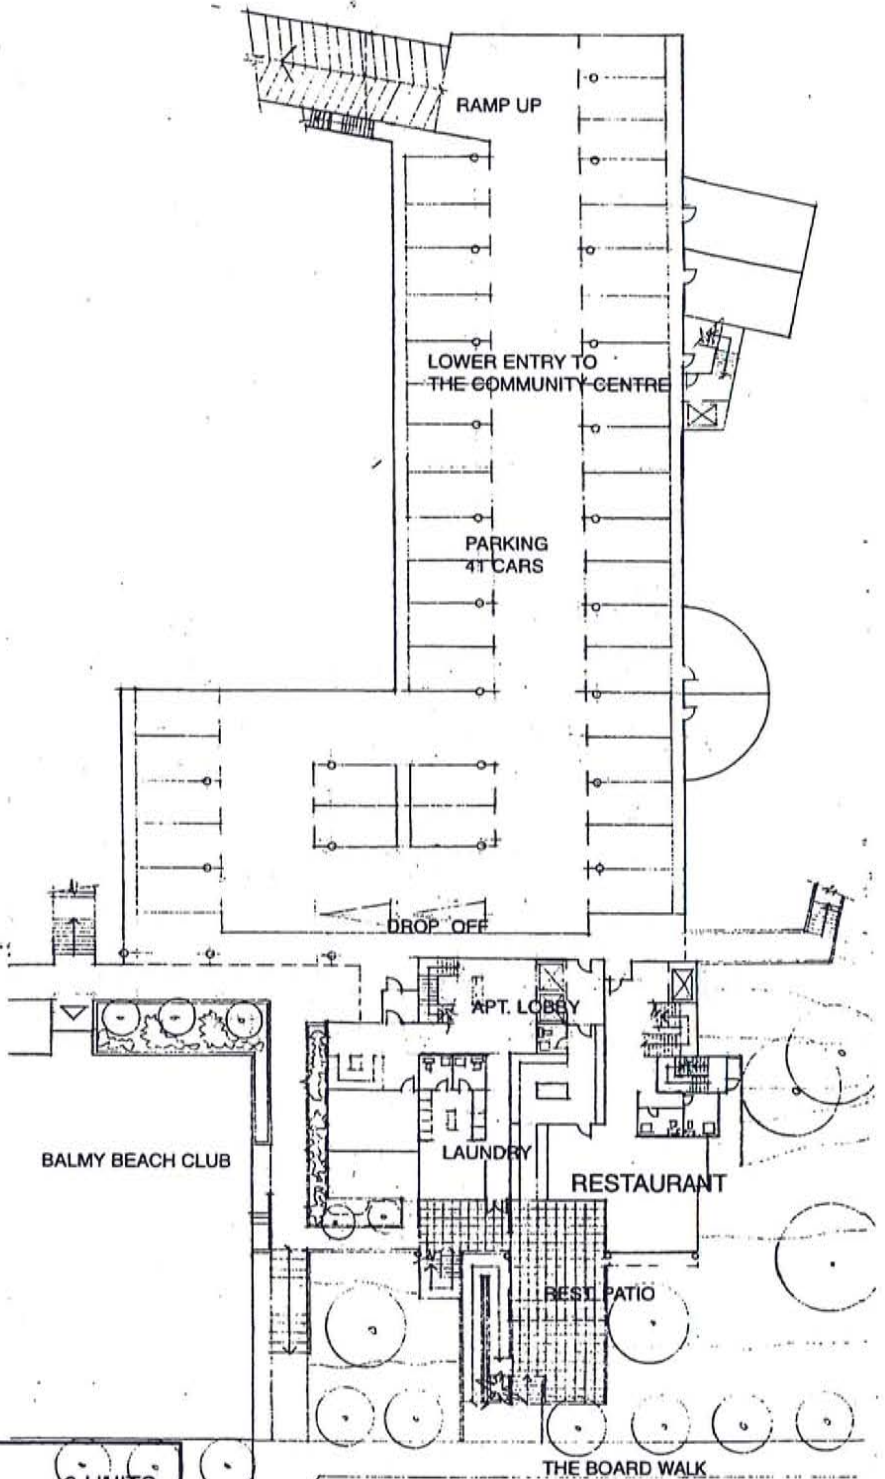 RAMP UP
LOWER ENTRY TO
THE COMMUNITY CENTRE
PARKING
41 CARS
DROP OFF
APT. LOBBY
BALMY BEACH CLUB
LAUNDRY
RESTAURANT
REST. PATIO
THE BOARD WALK
UNITS